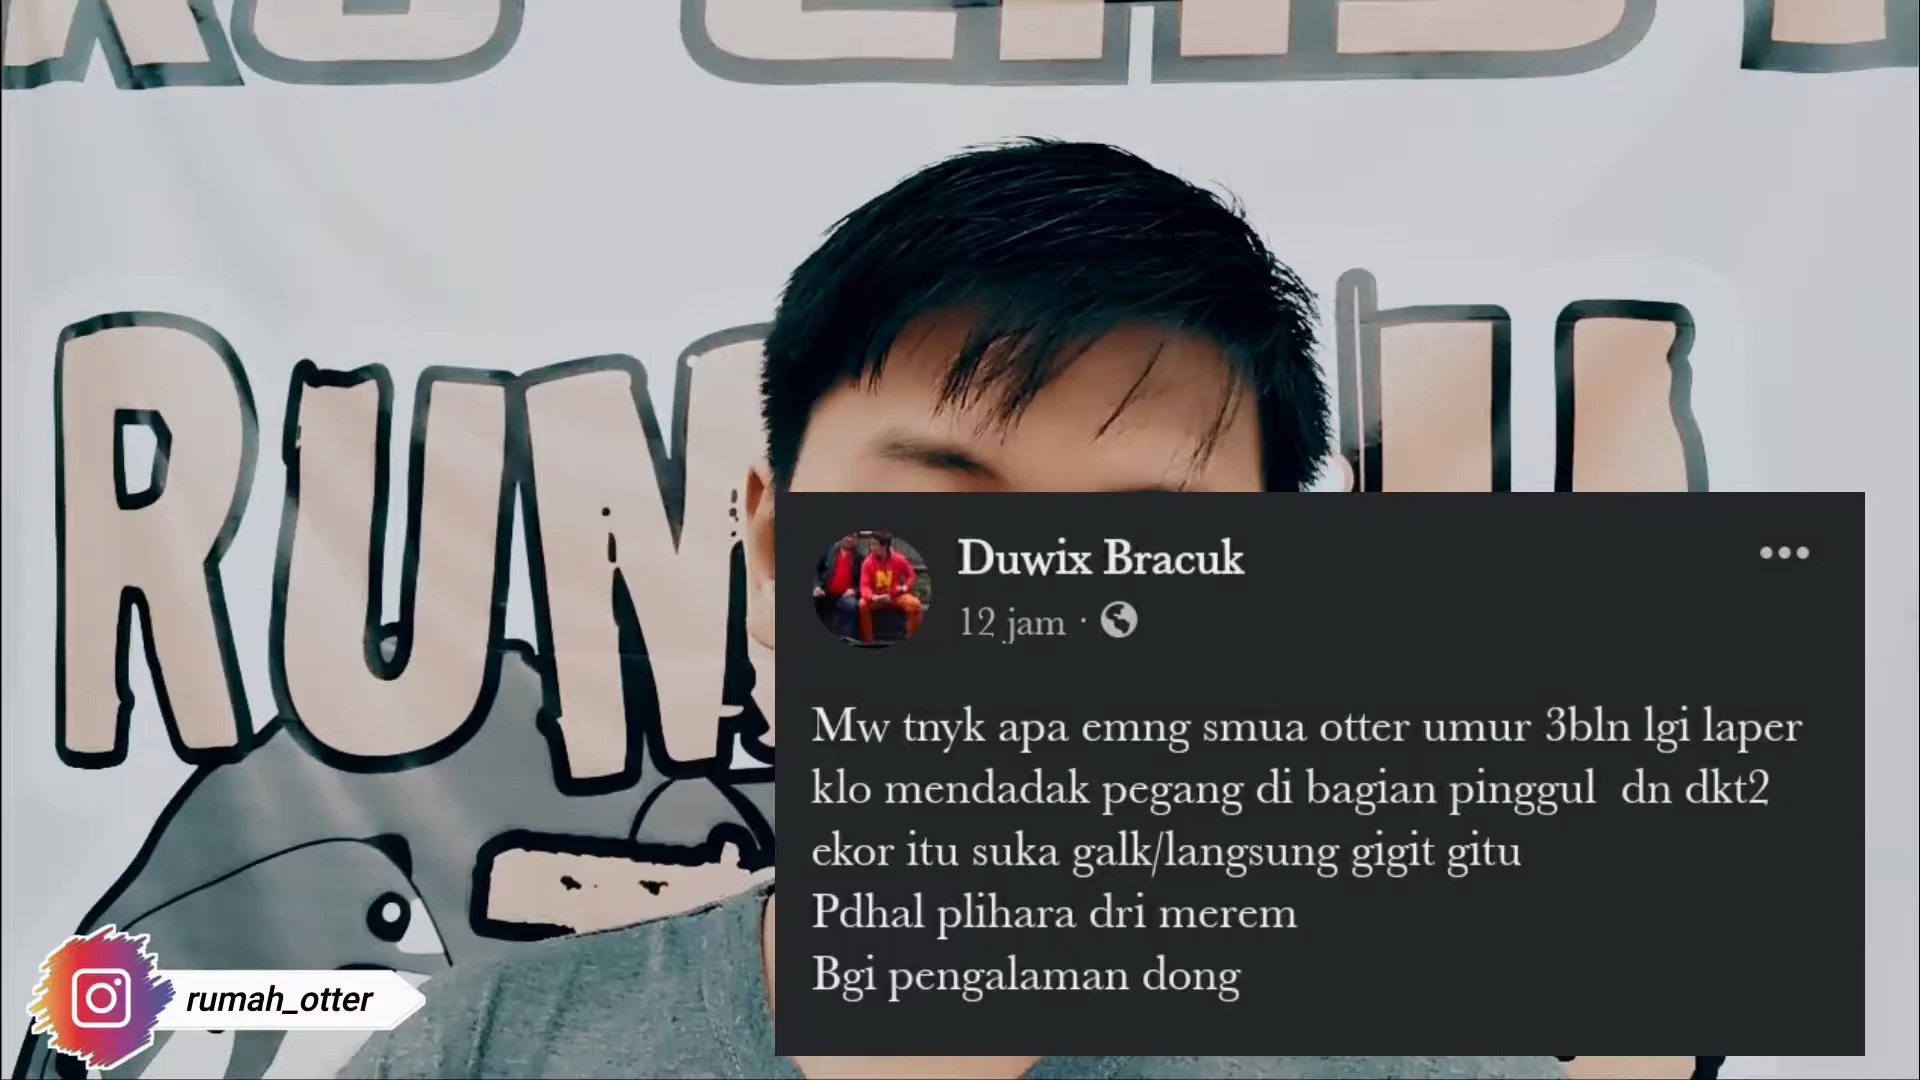 RUM
Duwix Bracuk
12 jam ·
Mw tnyk apa emng smua otter umur 3bln lgi laper
klo mendadak pegang di bagian pinggul dn dkt2
ekor itu suka galk/langsung gigit gitu
Pdhal plihara dri merem
Bgi pengalaman dong
rumah_otter